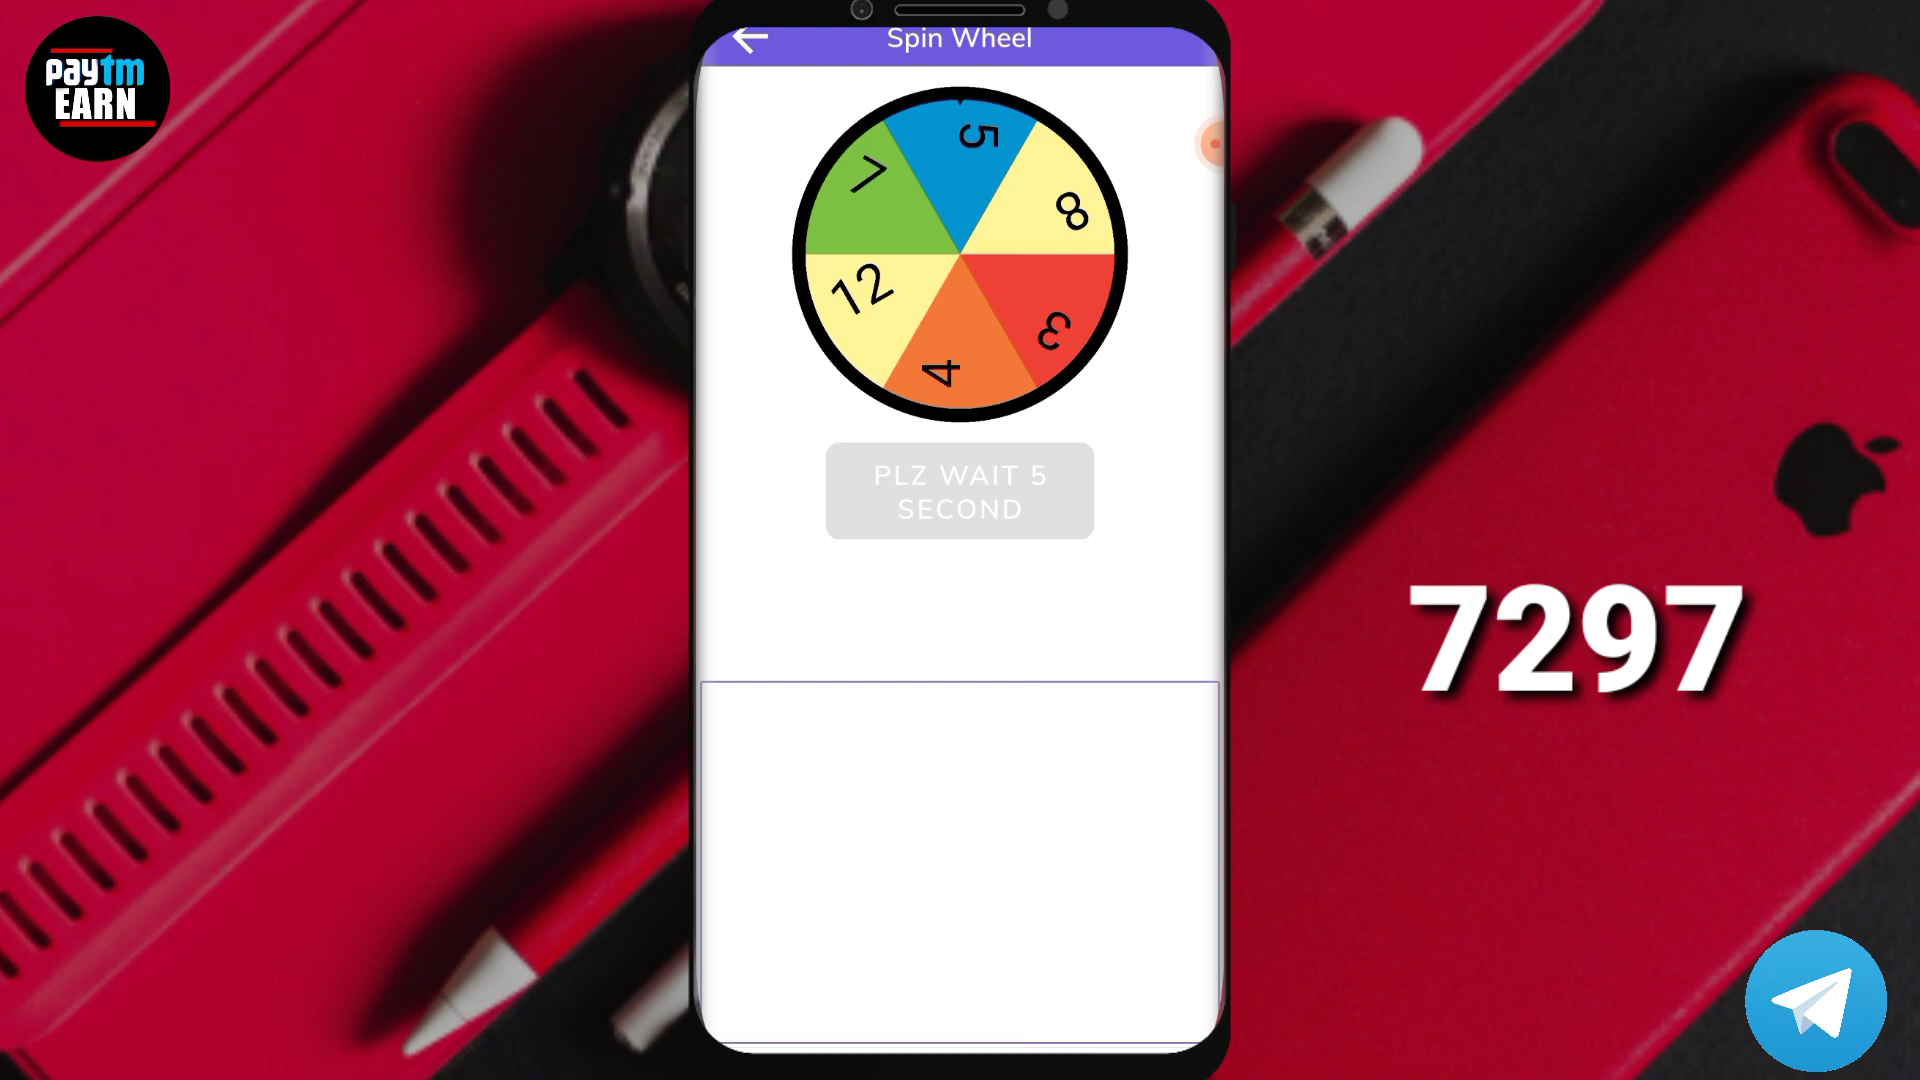 paytm
EARN
Spin Wheel
5
7
8
12
3
4
PLZ WAIT 5
SECOND
7297